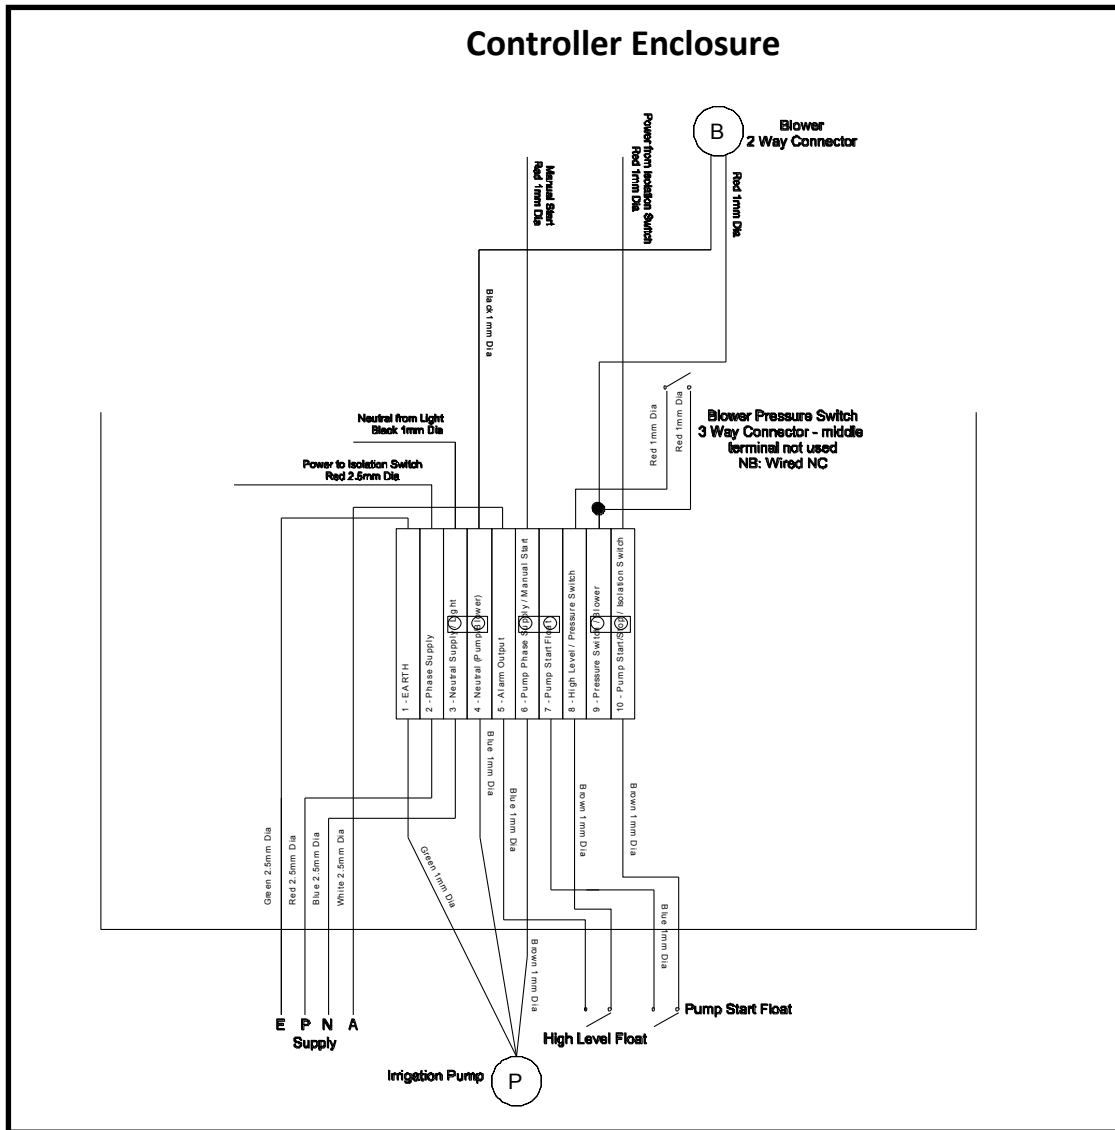 Controller Enclosure
B
Blower
2 Way Connector
Manual Start
Red 1mm Dia
Power from Isolation Switch
Red 1mm Dia
Red 1mm Dia
Black 1mm Dia
Neutral from Light
Black 1mm Dia
Power to Isolation Switch
Red 2.5mm Dia
Red 1mm Dia
Red 1mm Dia
Blower Pressure Switch
3 Way Connector - middle
terminal not used
NB: Wired NC
1 - EARTH
2 - Phase Supply
3 - Neutral Supply / Light
4 - Neutral (Pump/Blower)
5 - Alarm Output
6 - Pump Phase Supply / Manual Start
7 - Pump Start Float
8 - High Level / Pressure Switch
9 - Pressure Switch / Blower
10 - Pump Start/Stop / Isolation Switch
Green 2.5mm Dia
Red 2.5mm Dia
Blue 2.5mm Dia
White 2.5mm Dia
Green 1mm Dia
Blue 1mm Dia
Blue 1mm Dia
Brown 1mm Dia
Brown 1mm Dia
Brown 1mm Dia
Blue 1mm Dia
E P N A
Supply
Pump Start Float
High Level Float
Irrigation Pump
P